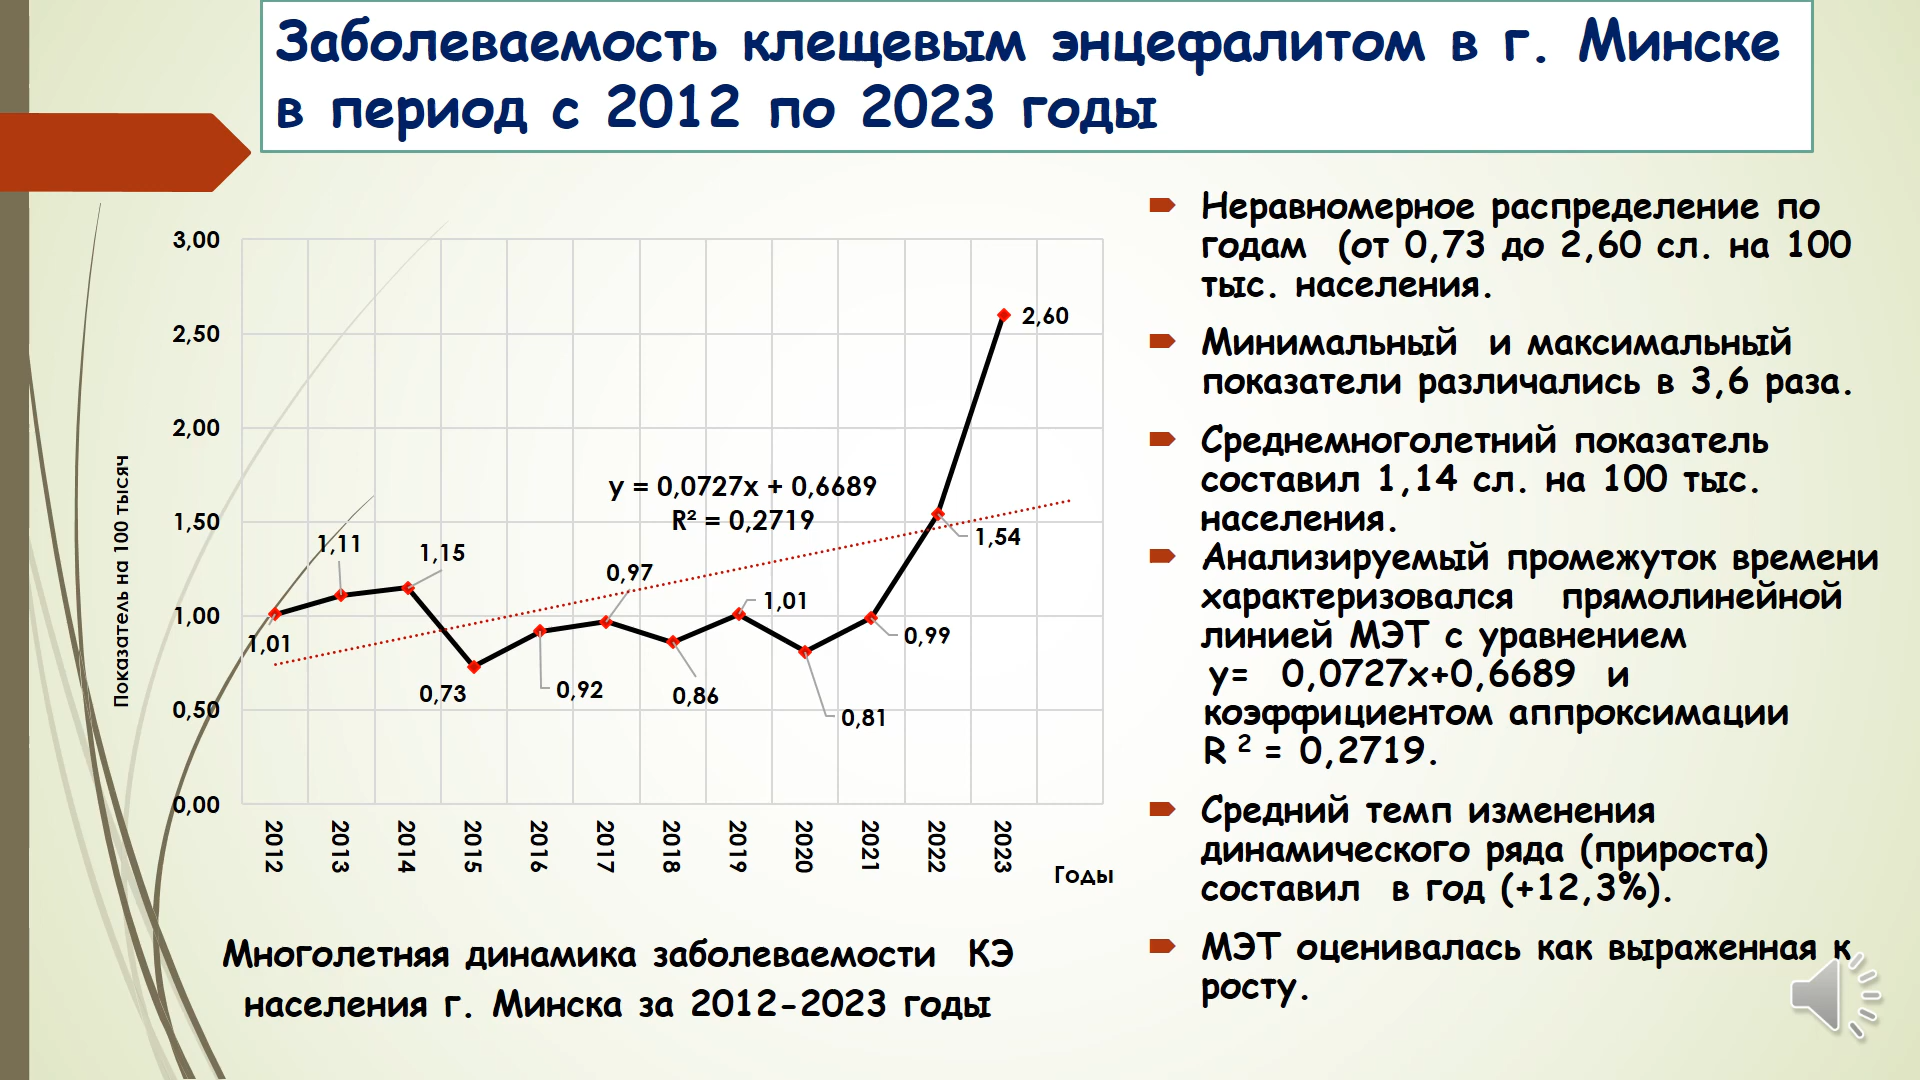 Заболеваемость клещевым энцефалитом в г. Минске
в период с 2012 по 2023 годы
Показатель на 100 тысяч
3,00
2,50
2,00
1,50
1,00
0,50
0,00
1,01
1,11
1,15
0,73
0,92
0,97
0,86
1,01
0,81
0,99
1,54
2,60
y = 0,0727x + 0,6689
R² = 0,2719
2012
2013
2014
2015
2016
2017
2018
2019
2020
2021
2022
2023
Годы
Многолетняя динамика заболеваемости КЭ
населения г. Минска за 2012-2023 годы
Неравномерное распределение по
годам (от 0,73 до 2,60 сл. на 100
тыс. населения.
Минимальный и максимальный
показатели различались в 3,6 раза.
Среднемноголетний показатель
составил 1,14 сл. на 100 тыс.
населения.
Анализируемый промежуток времени
характеризовался прямолинейной
линией МЭТ с уравнением
y= 0,0727x+0,6689 и
коэффициентом аппроксимации
R ² = 0,2719.
Средний темп изменения
динамического ряда (прироста)
составил в год (+12,3%).
МЭТ оценивалась как выраженная к
росту.